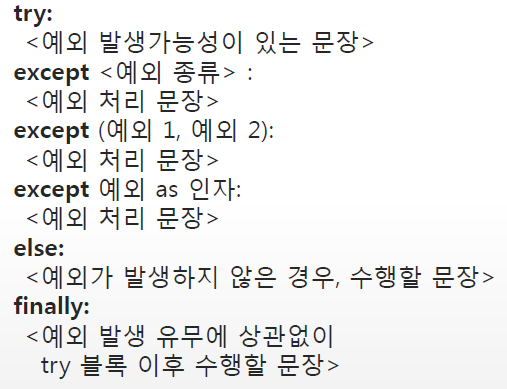 try:
<예외 발생가능성이 있는 문장>
except <예외 종류> :
<예외 처리 문장>
except (예외 1, 예외 2):
<예외 처리 문장>
except 예외 as 인자:
<예외 처리 문장>
else:
<예외가 발생하지 않은 경우, 수행할 문장>
finally:
<예외 발생 유무에 상관없이
try 블록 이후 수행할 문장>